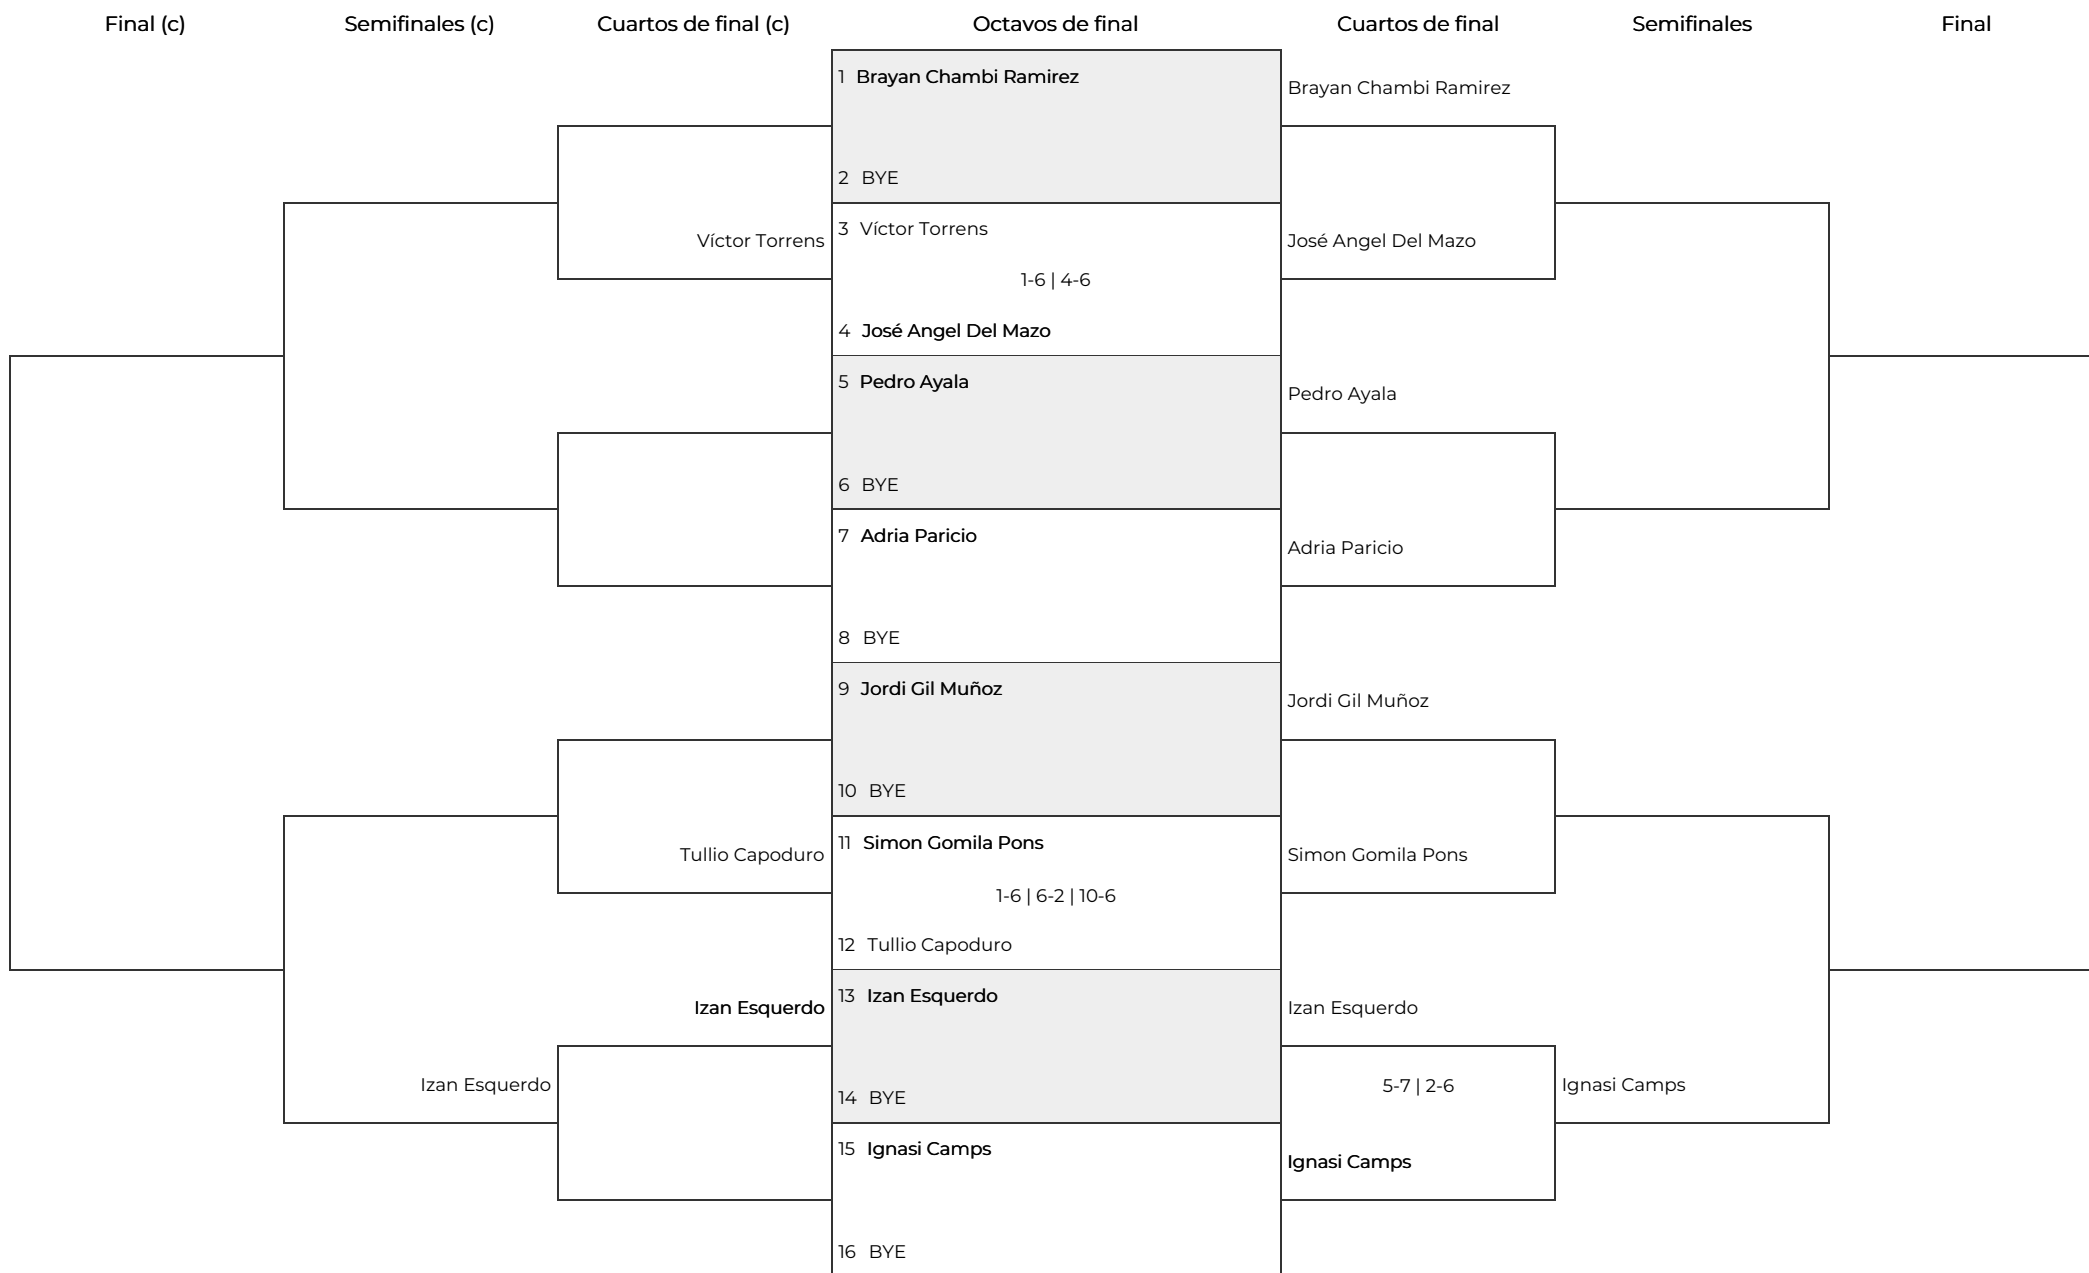 Final (c)
Semifinales (c)
Cuartos de final (c)
Octavos de final
Cuartos de final
Semifinales
Final
1 Brayan Chambi Ramirez
Brayan Chambi Ramirez
2 BYE
Víctor Torrens
3 Víctor Torrens
José Angel Del Mazo
1-6 | 4-6
4 José Angel Del Mazo
5 Pedro Ayala
Pedro Ayala
6 BYE
7 Adria Paricio
Adria Paricio
8 BYE
9 Jordi Gil Muñoz
Jordi Gil Muñoz
10 BYE
Tullio Capoduro
11 Simon Gomila Pons
Simon Gomila Pons
1-6 | 6-2 | 10-6
12 Tullio Capoduro
Izan Esquerdo
13 Izan Esquerdo
Izan Esquerdo
Izan Esquerdo
14 BYE
5-7 | 2-6
Ignasi Camps
15 Ignasi Camps
Ignasi Camps
16 BYE